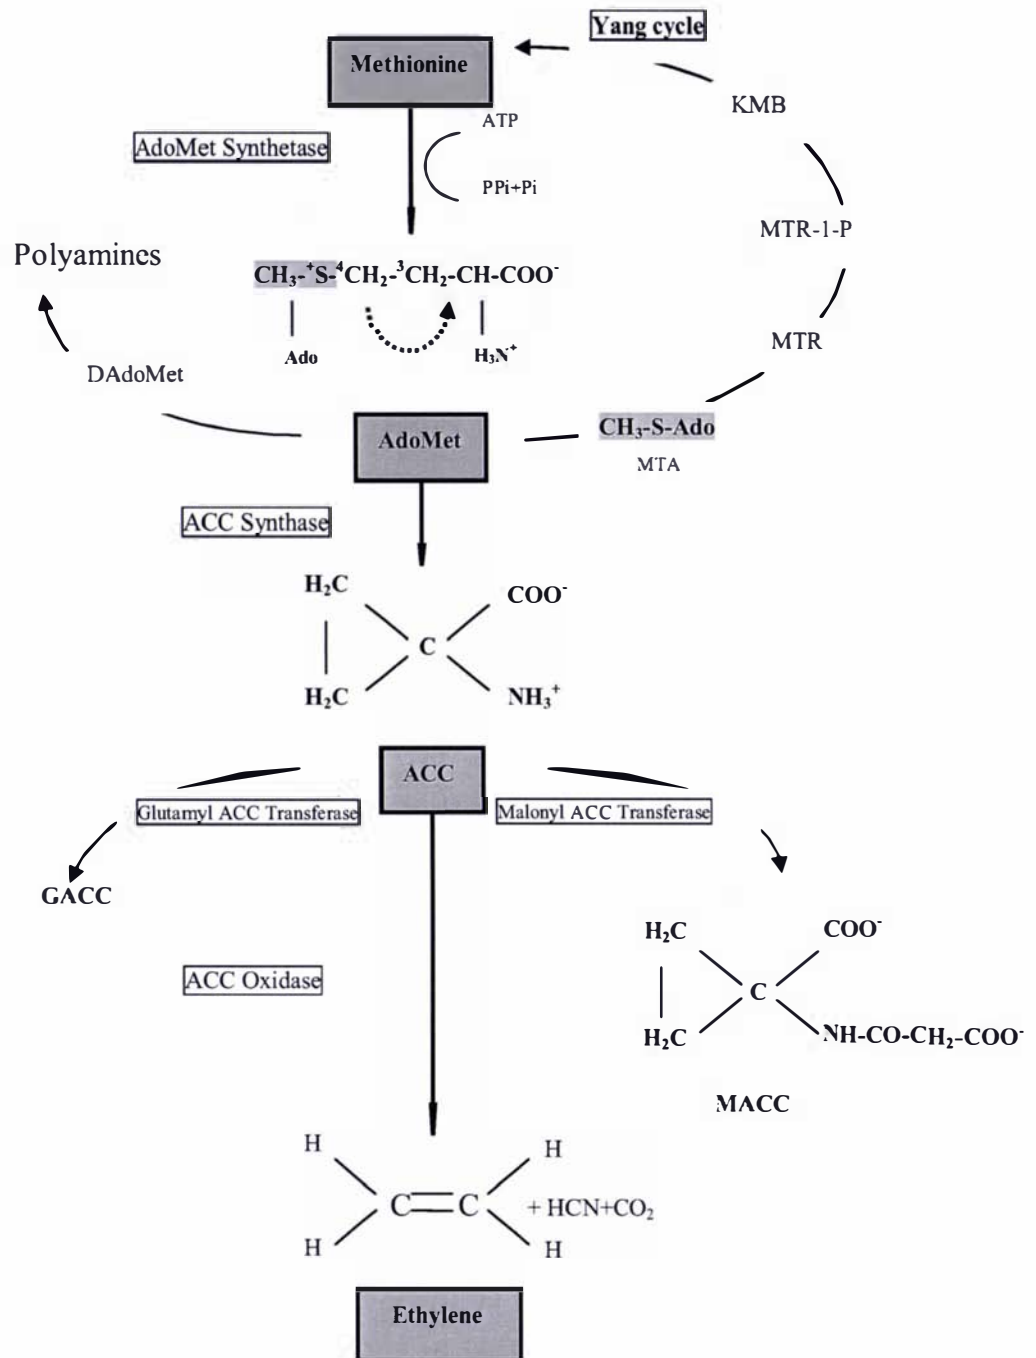 Yang cycle
Methionine
KMB
ATP
AdoMet Synthetase
PPi+Pi
MTR-1-P
Polyamines
CH₃-⁺S-⁴CH₂-³CH₂-CH-COO⁻
MTR
Ado
H₃N⁺
DAdoMet
CH₃-S-Ado
AdoMet
MTA
ACC Synthase
H₂C
COO⁻
C
H₂C
NH₃⁺
ACC
Glutamyl ACC Transferase
Malonyl ACC Transferase
GACC
H₂C
COO⁻
ACC Oxidase
C
H₂C
NH-CO-CH₂-COO⁻
MACC
H
H
C=C
+ HCN+CO₂
H
H
Ethylene